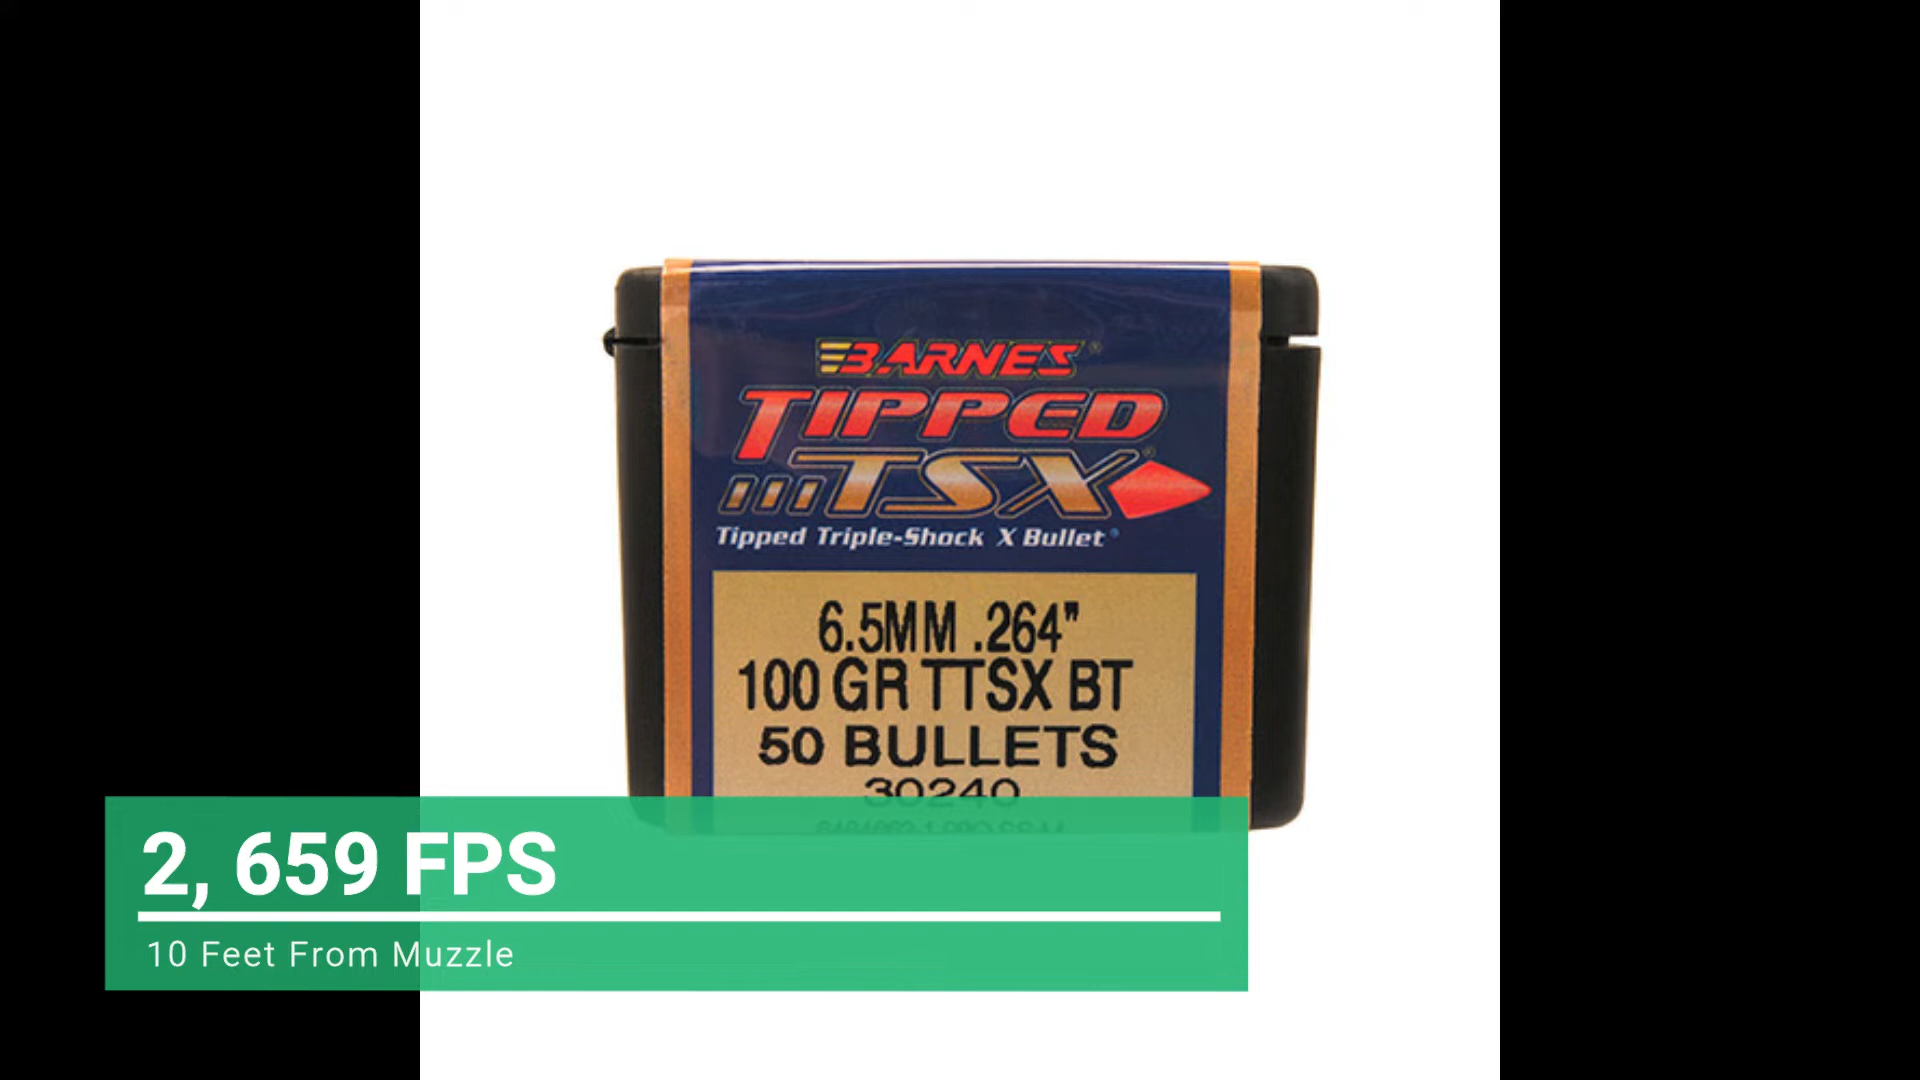 BARNES®
TIPPED
TSX®
Tipped Triple-Shock X Bullet®
6.5MM .264"
100 GR TTSX BT
50 BULLETS
30240
2, 659 FPS
10 Feet From Muzzle